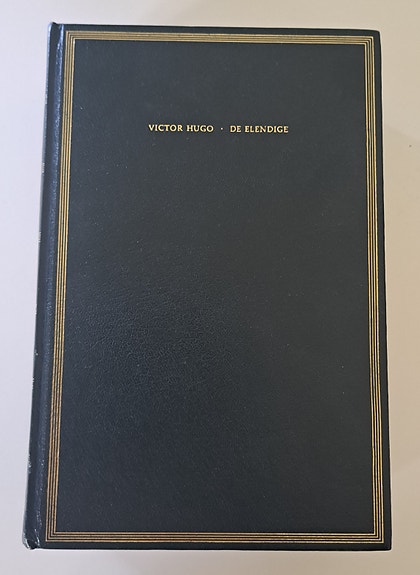 VICTOR HUGO · DE ELENDIGE